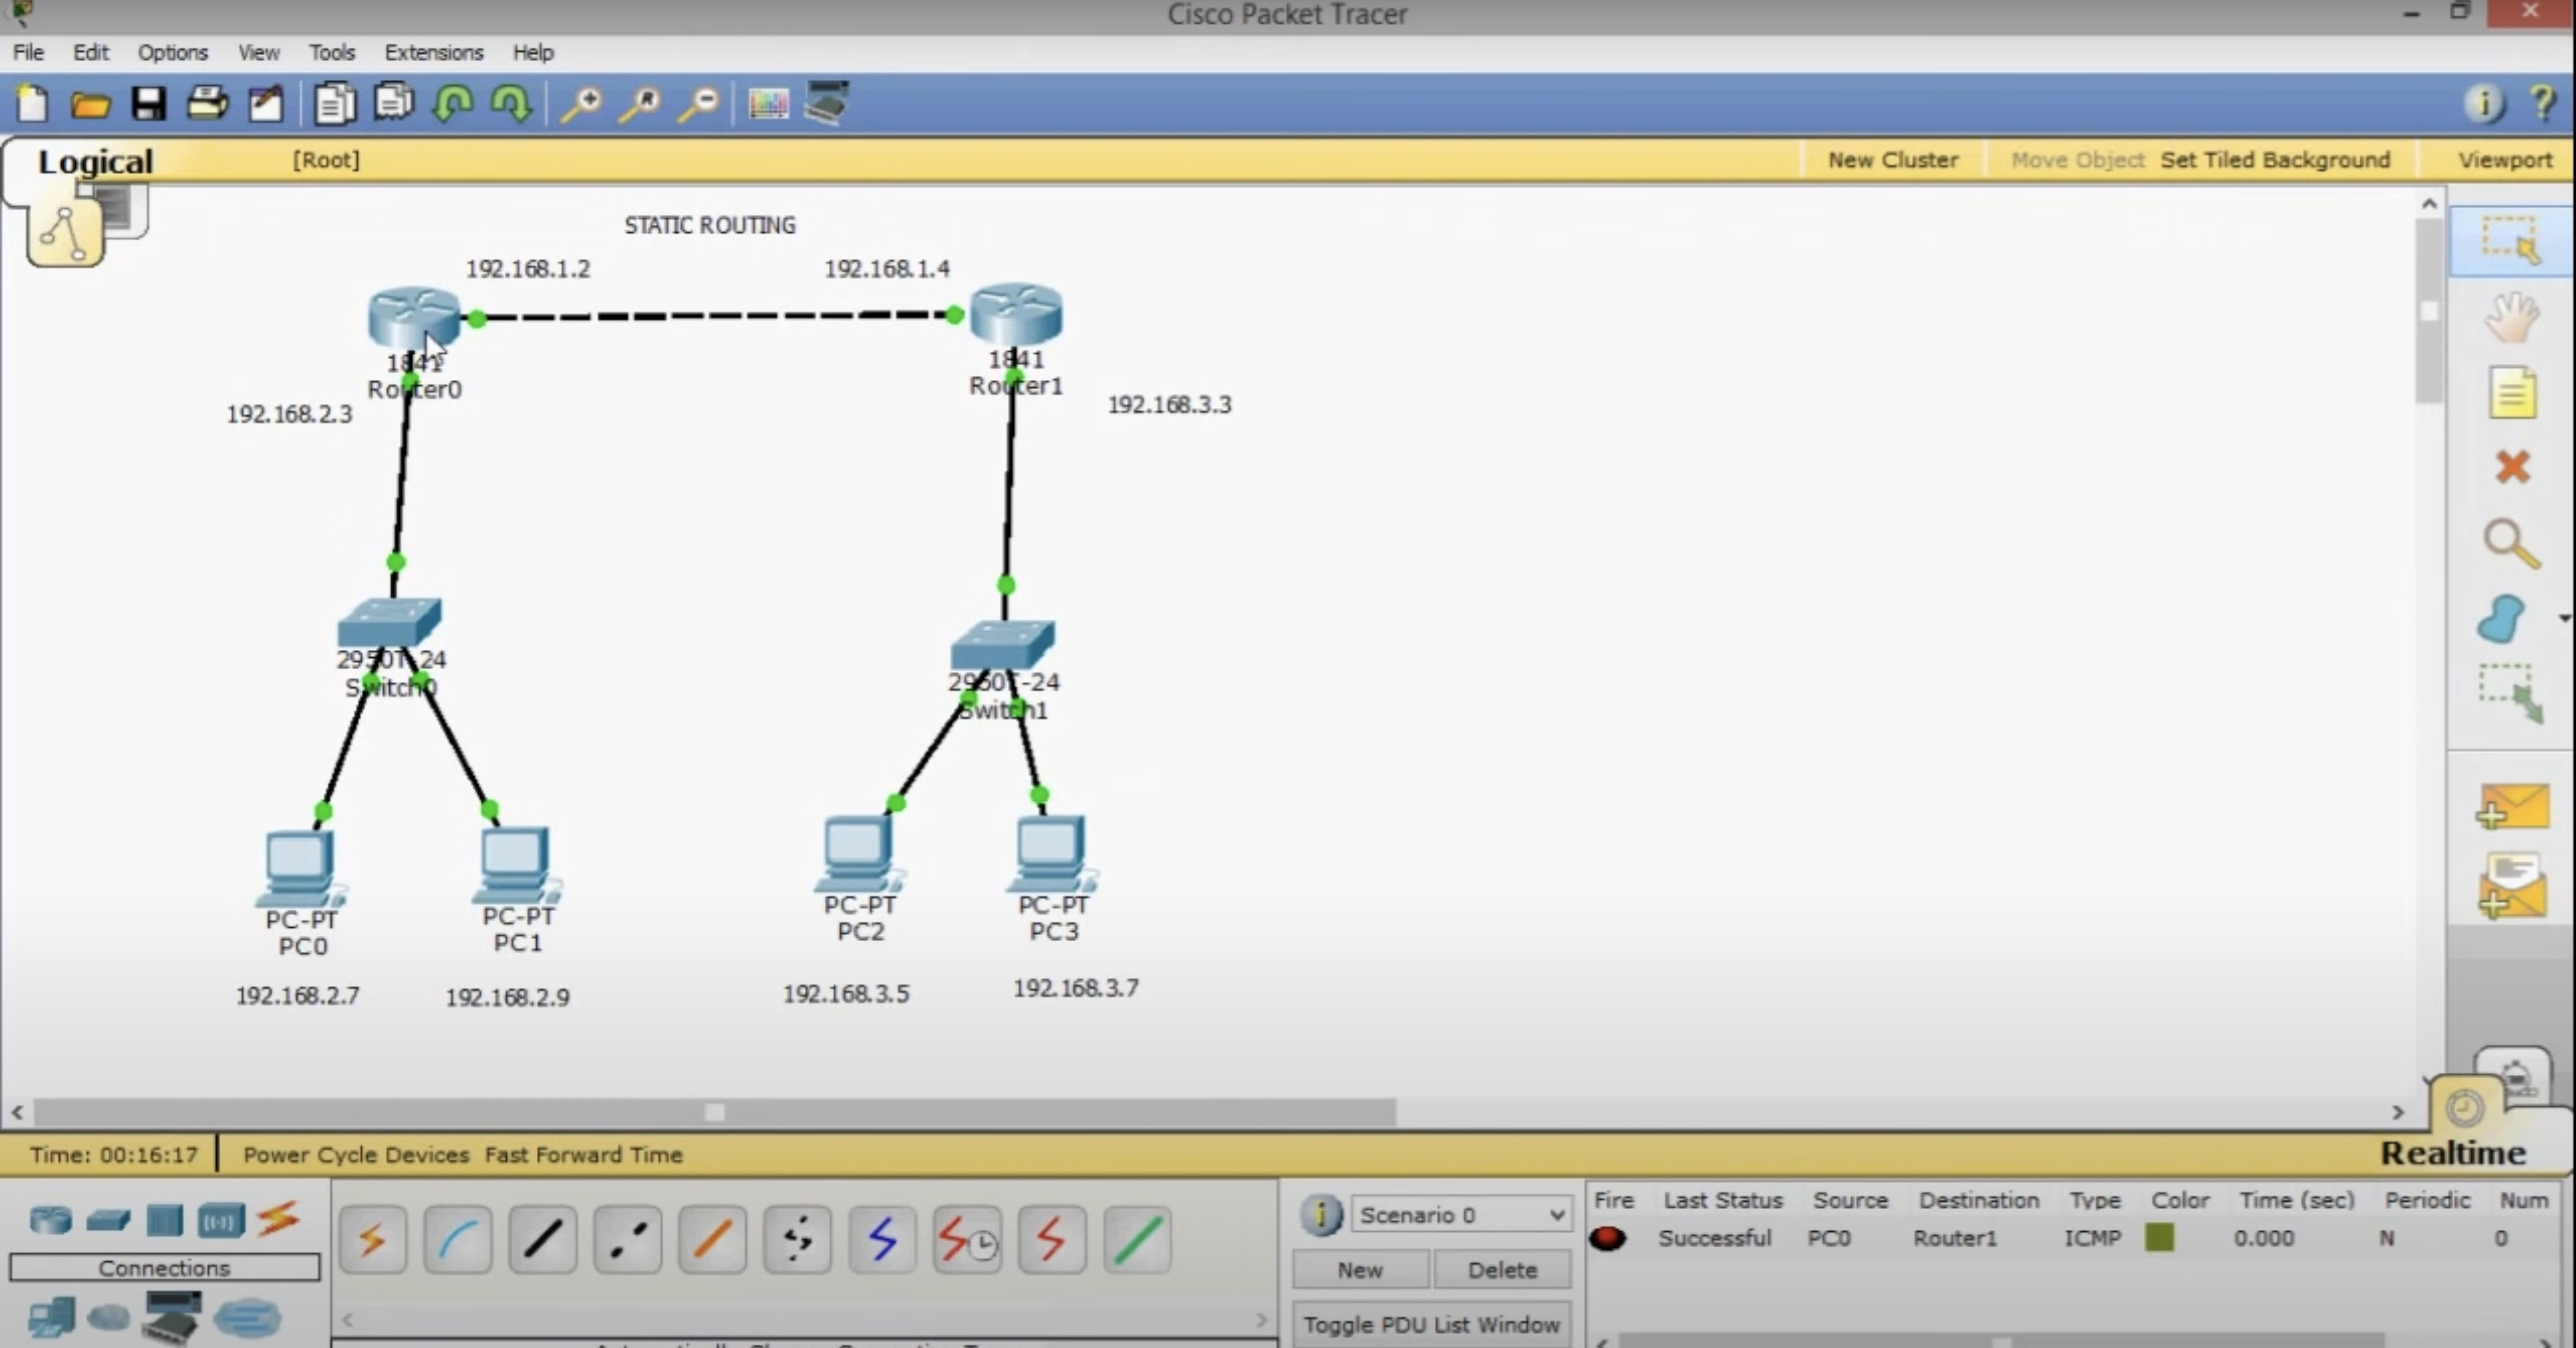 Cisco Packet Tracer
File Edit Options View Tools Extensions Help
Logical [Root] New Cluster Move Object Set Tiled Background Viewport
STATIC ROUTING
192.168.1.2 192.168.1.4
1841 1841
Router0 Router1
192.168.2.3 192.168.3.3
2950T-24 2950T-24
Switch0 Switch1
PC-PT PC-PT PC-PT PC-PT
PC0 PC1 PC2 PC3
192.168.2.7 192.168.2.9 192.168.3.5 192.168.3.7
Time: 00:16:17 Power Cycle Devices Fast Forward Time Realtime
Connections
Scenario 0
New Delete
Toggle PDU List Window
Fire Last Status Source Destination Type Color Time (sec) Periodic Num
Successful PC0 Router1 ICMP 0.000 N 0